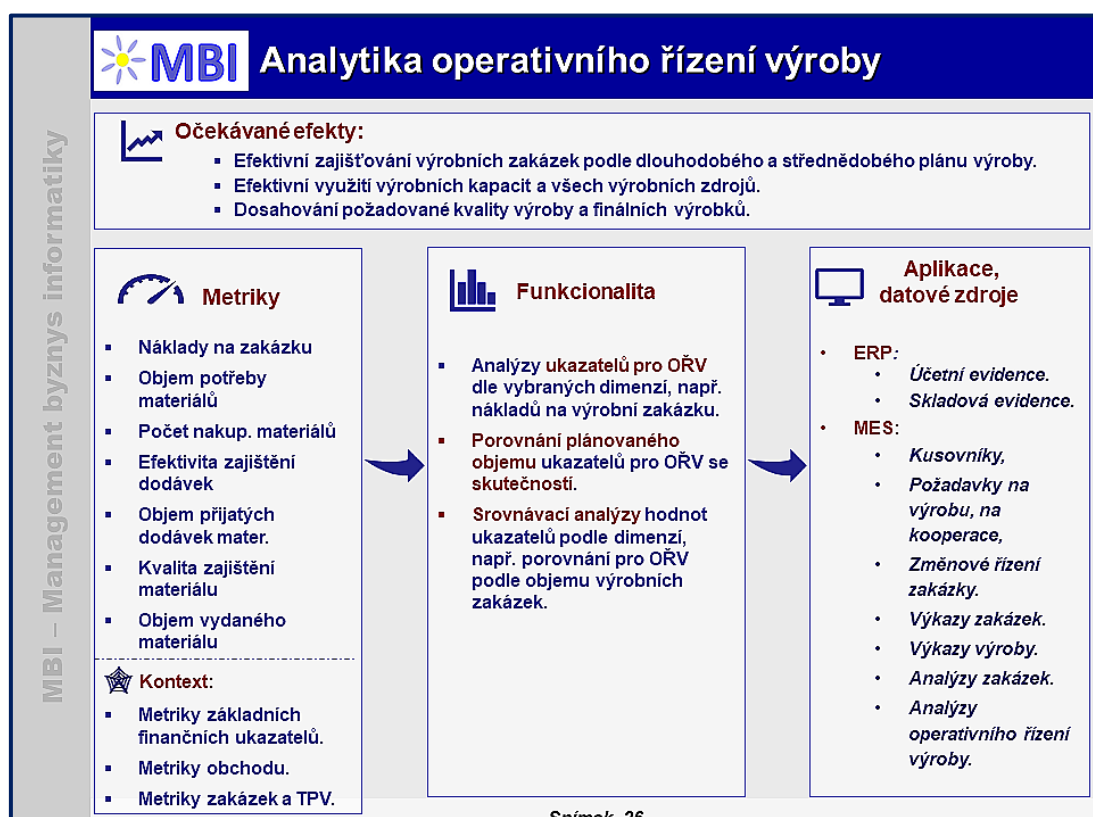 MBI
Analytika operativního řízení výroby
MBI – Management byznys informatiky
Očekávané efekty:
▪ Efektivní zajišťování výrobních zakázek podle dlouhodobého a střednědobého plánu výroby.
▪ Efektivní využití výrobních kapacit a všech výrobních zdrojů.
▪ Dosahování požadované kvality výroby a finálních výrobků.
Metriky
▪ Náklady na zakázku
▪ Objem potřeby
materiálů
▪ Počet nakup. materiálů
▪ Efektivita zajištění
dodávek
▪ Objem přijatých
dodávek mater.
▪ Kvalita zajištění
materiálu
▪ Objem vydaného
materiálu
Kontext:
▪ Metriky základních
finančních ukazatelů.
▪ Metriky obchodu.
▪ Metriky zakázek a TPV.
Funkcionalita
▪ Analýzy ukazatelů pro OŘV
dle vybraných dimenzí, např.
nákladů na výrobní zakázku.
▪ Porovnání plánovaného
objemu ukazatelů pro OŘV se
skutečností.
▪ Srovnávací analýzy hodnot
ukazatelů podle dimenzí,
např. porovnání pro OŘV
podle objemu výrobních
zakázek.
Aplikace,
datové zdroje
• ERP:
• Účetní evidence.
• Skladová evidence.
• MES:
• Kusovníky,
• Požadavky na
výrobu, na
kooperace,
• Změnové řízení
zakázky.
• Výkazy zakázek.
• Výkazy výroby.
• Analýzy zakázek.
• Analýzy
operativního řízení
výroby.
Snímek 26